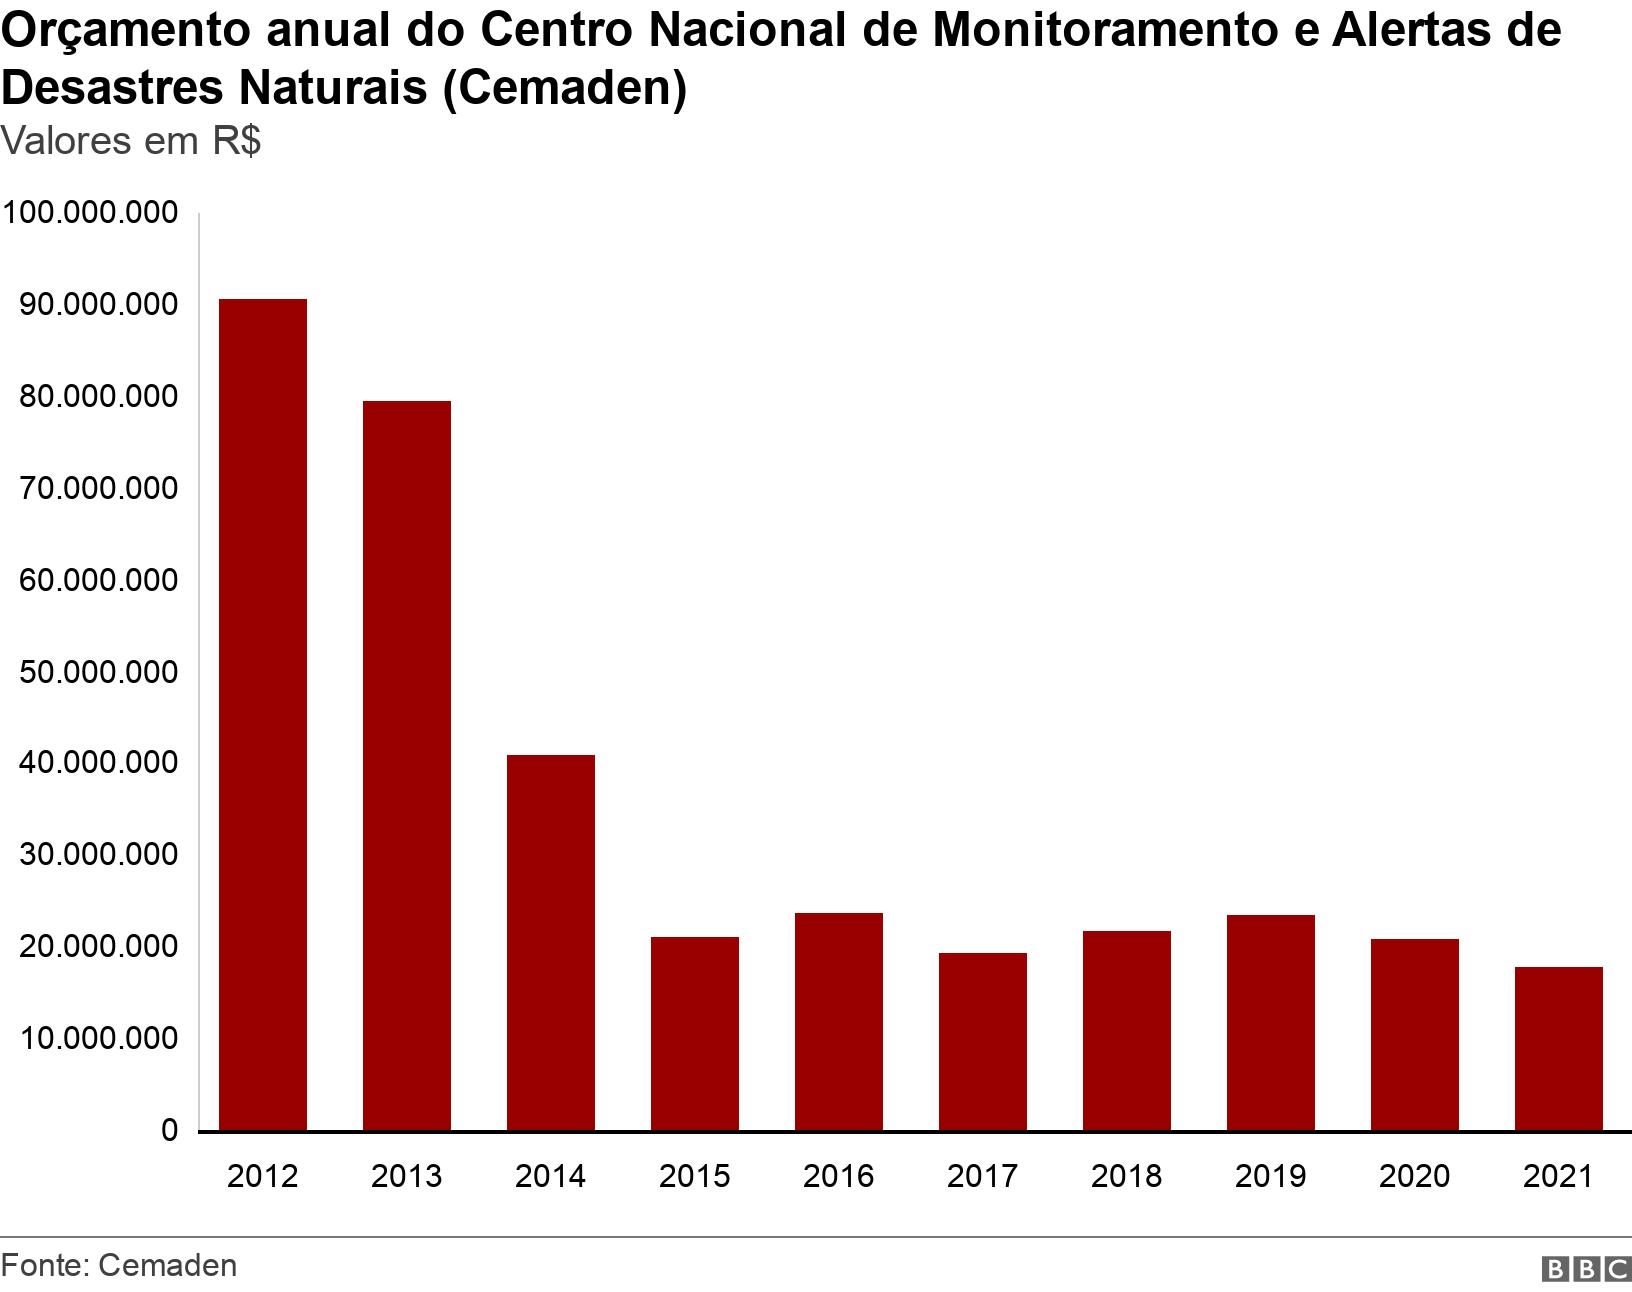 Orçamento anual do Centro Nacional de Monitoramento e Alertas de
Desastres Naturais (Cemaden)
Valores em R$
100.000.000
90.000.000
80.000.000
70.000.000
60.000.000
50.000.000
40.000.000
30.000.000
20.000.000
10.000.000
0
2012 2013 2014 2015 2016 2017 2018 2019 2020 2021
Fonte: Cemaden
BBC